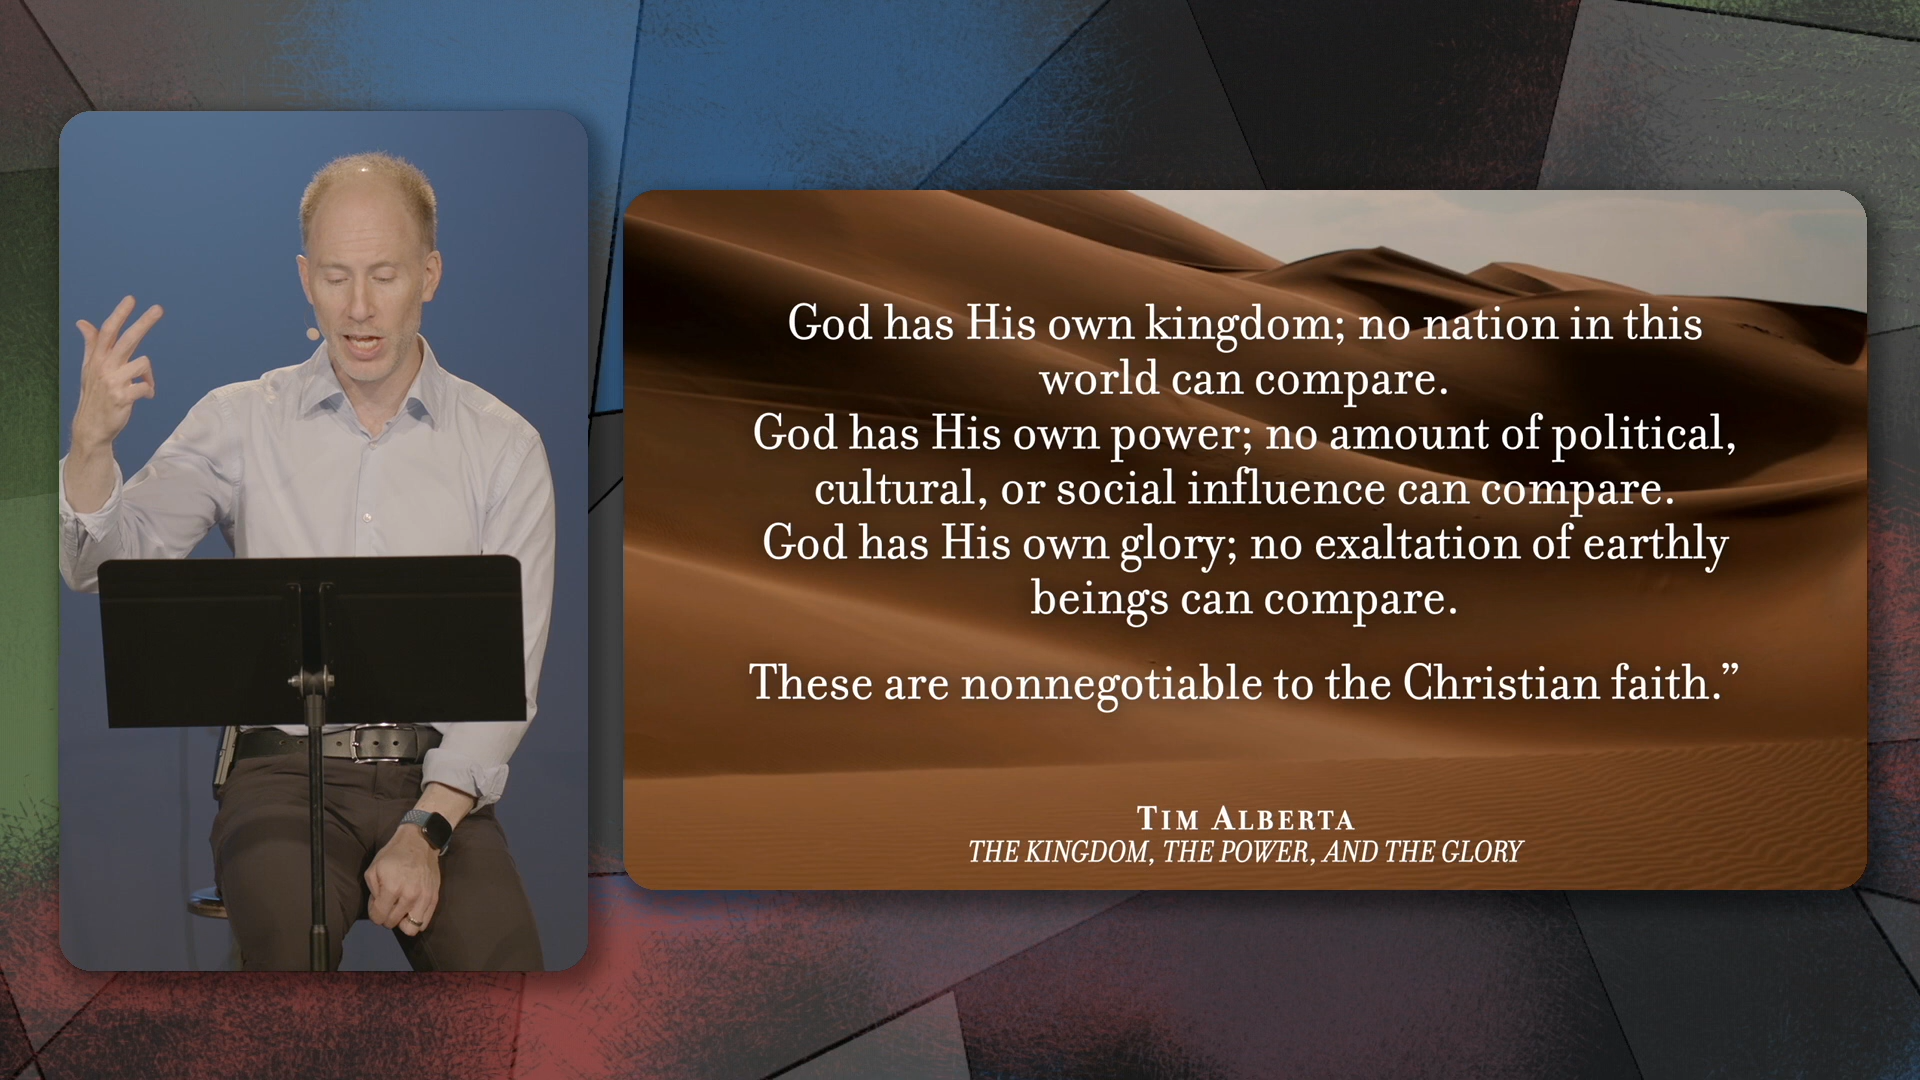 God has His own kingdom; no nation in this
world can compare.
God has His own power; no amount of political,
cultural, or social influence can compare.
God has His own glory; no exaltation of earthly
beings can compare.
These are nonnegotiable to the Christian faith.”
TIM ALBERTA
THE KINGDOM, THE POWER, AND THE GLORY